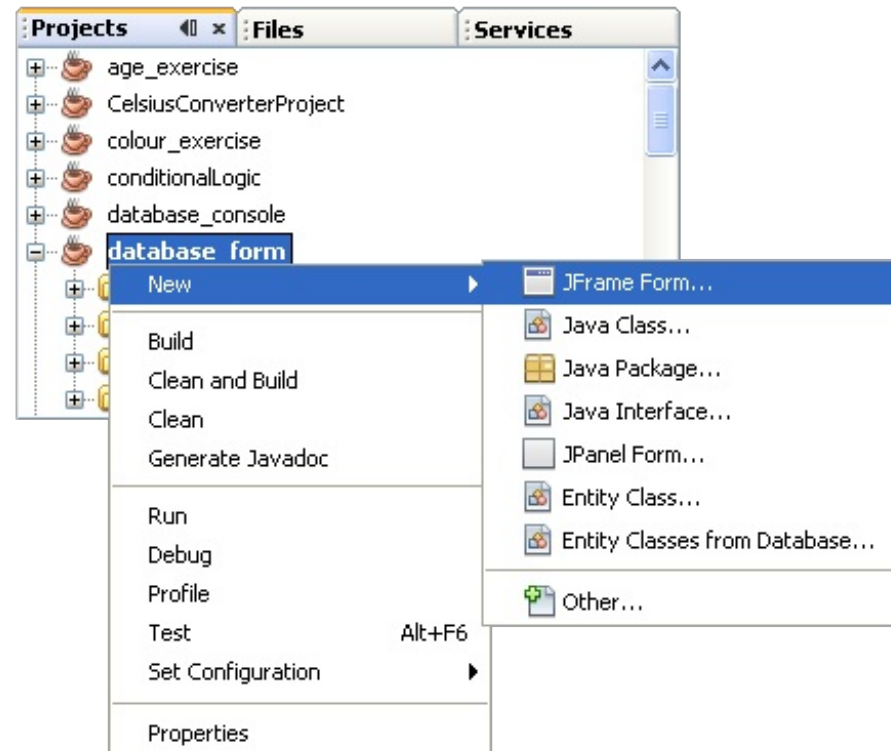 Projects Files Services
age_exercise
CelsiusConverterProject
colour_exercise
conditionalLogic
database_console
database_form
New
Build
Clean and Build
Clean
Generate Javadoc
Run
Debug
Profile
Test Alt+F6
Set Configuration
Properties
JFrame Form...
Java Class...
Java Package...
Java Interface...
JPanel Form...
Entity Class...
Entity Classes from Database...
Other...